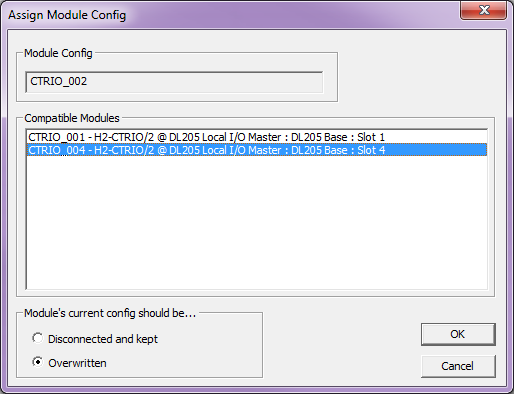 Assign Module Config
Module Config
CTRIO_002
Compatible Modules
CTRIO_001 - H2-CTRIO/2 @ DL205 Local I/O Master : DL205 Base : Slot 1
CTRIO_004 - H2-CTRIO/2 @ DL205 Local I/O Master : DL205 Base : Slot 4
Module's current config should be...
Disconnected and kept
Overwritten
OK
Cancel